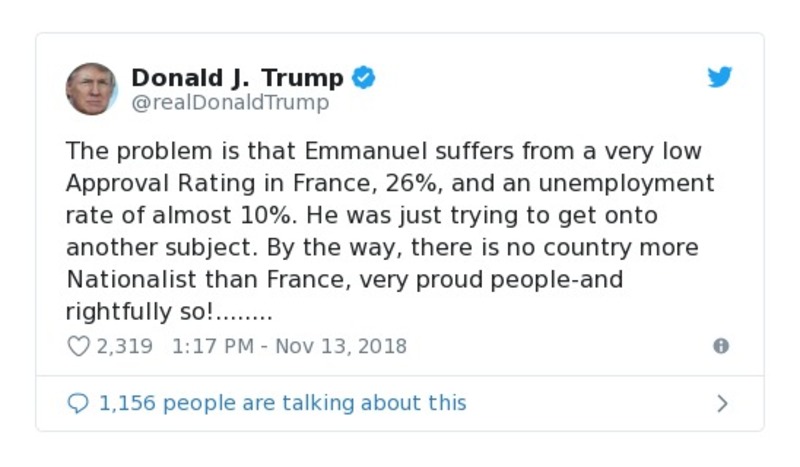 Donald J. Trump
@realDonaldTrump
The problem is that Emmanuel suffers from a very low
Approval Rating in France, 26%, and an unemployment
rate of almost 10%. He was just trying to get onto
another subject. By the way, there is no country more
Nationalist than France, very proud people-and
rightfully so!........
2,319 1:17 PM - Nov 13, 2018
1,156 people are talking about this